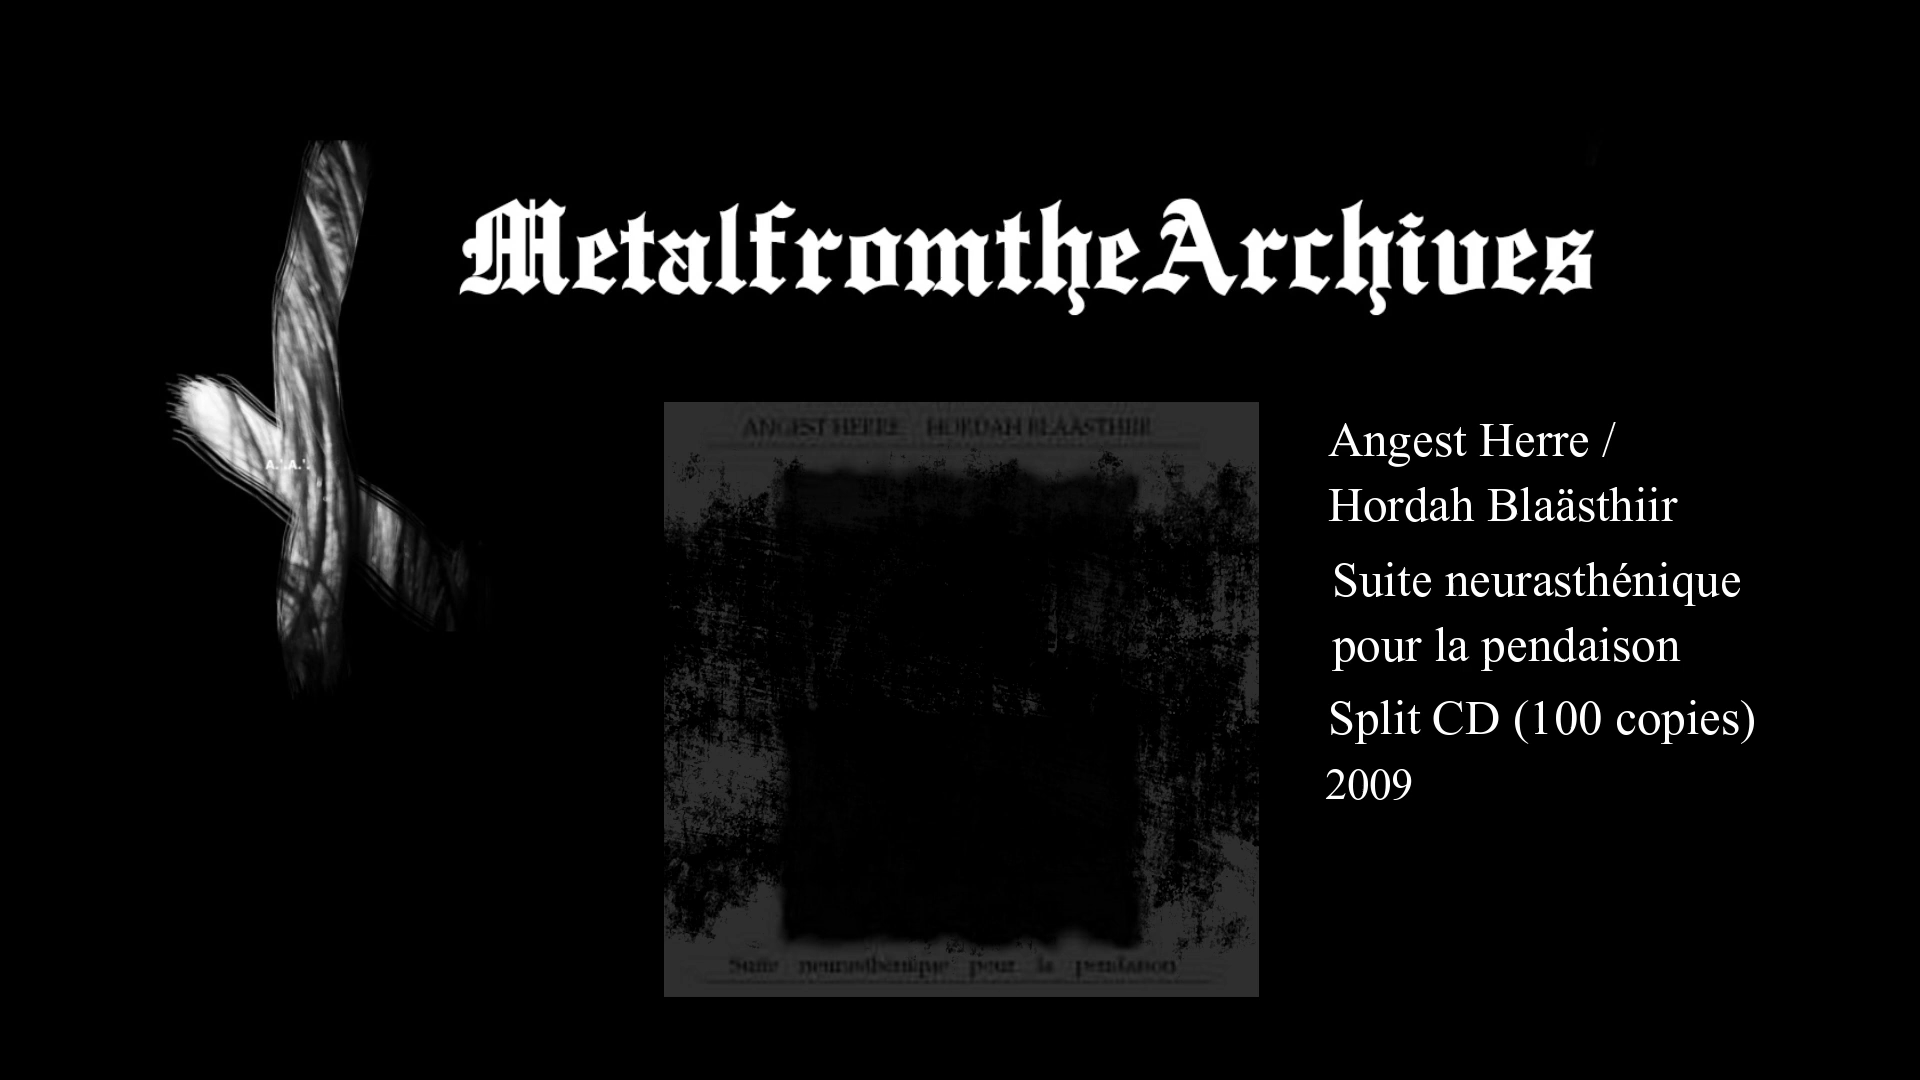 MetalfromtheArchives
A.'.A.'.
ANGEST HERRE HORDAH BLAÄSTHIIR
Angest Herre /
Hordah Blaästhiir
Suite neurasthénique
pour la pendaison
Split CD (100 copies)
2009
Suite neurasthénique pour la pendaison